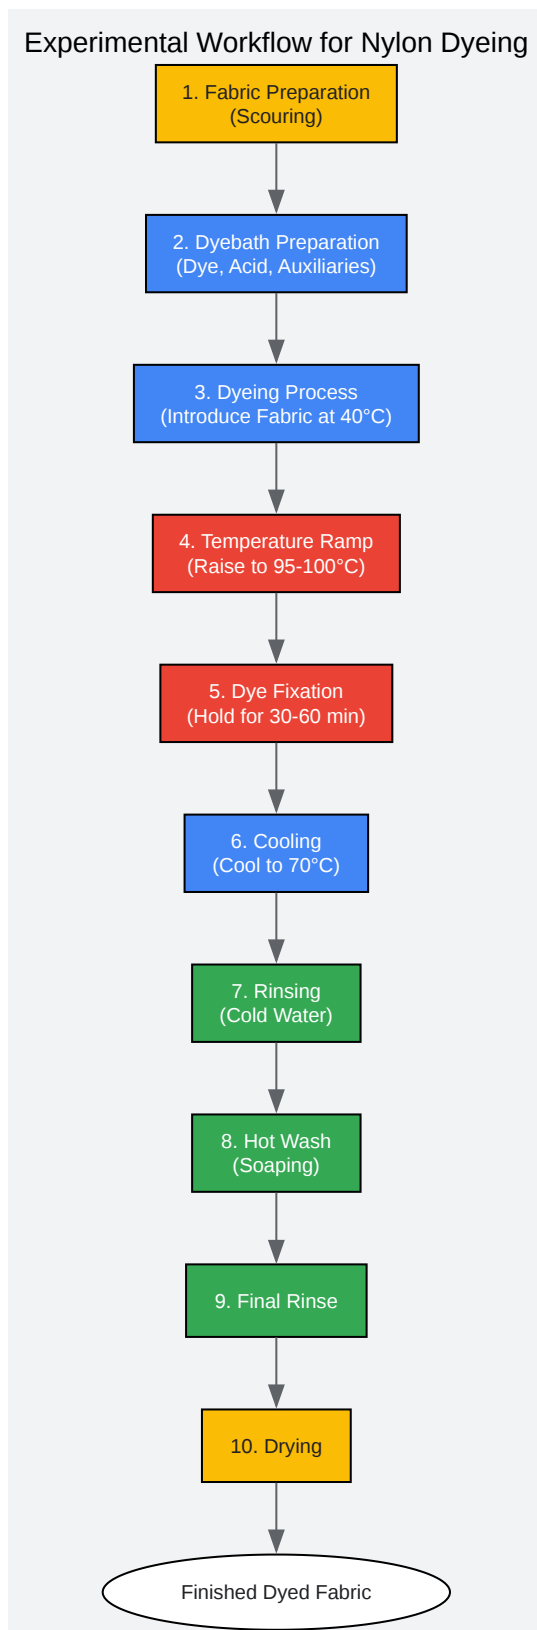 Experimental Workflow for Nylon Dyeing
1. Fabric Preparation
(Scouring)
2. Dyebath Preparation
(Dye, Acid, Auxiliaries)
3. Dyeing Process
(Introduce Fabric at 40°C)
4. Temperature Ramp
(Raise to 95-100°C)
5. Dye Fixation
(Hold for 30-60 min)
6. Cooling
(Cool to 70°C)
7. Rinsing
(Cold Water)
8. Hot Wash
(Soaping)
9. Final Rinse
10. Drying
Finished Dyed Fabric